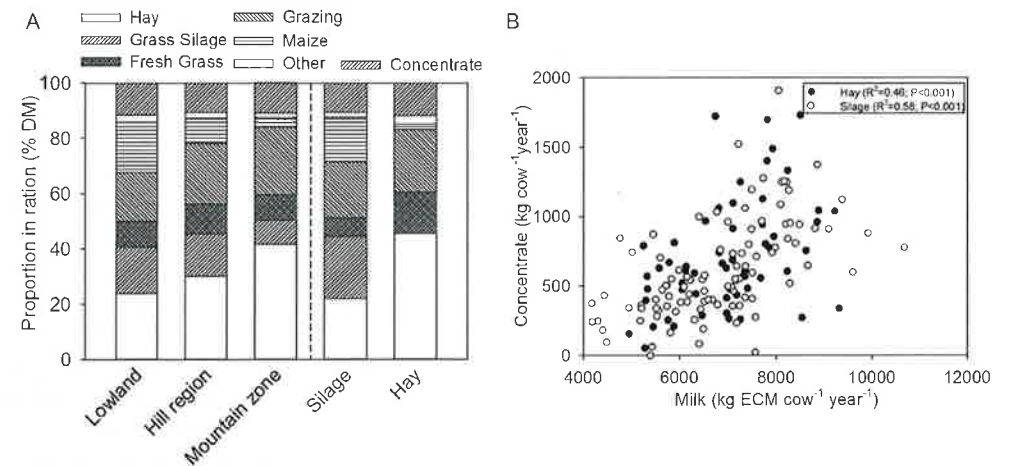 A
Hay
Grazing
Grass Silage
Maize
Fresh Grass
Other
Concentrate
Proportion in ration (% DM)
100
80
60
40
20
0
Lowland
Hill region
Mountain zone
Silage
Hay
B
Hay (R²=0.46; P<0.001)
Silage (R²=0.58; P<0.001)
Concentrate (kg cow⁻¹year⁻¹)
2000
1500
1000
500
0
4000
6000
8000
10000
12000
Milk (kg ECM cow⁻¹ year⁻¹)